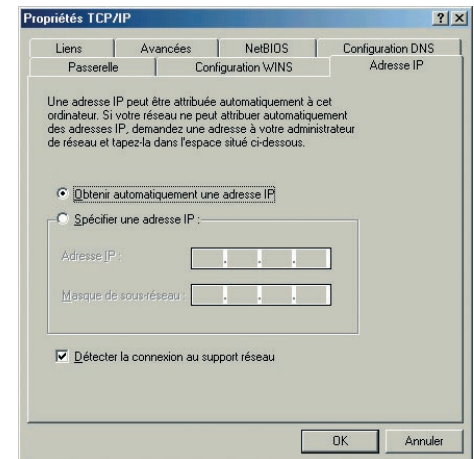 Propriétés TCP/IP
Liens Avancées NetBIOS Configuration DNS
Passerelle Configuration WINS Adresse IP
Une adresse IP peut être attribuée automatiquement à cet
ordinateur. Si votre réseau ne peut attribuer automatiquement
des adresses IP, demandez une adresse à votre administrateur
de réseau et tapez-la dans l'espace situé ci-dessous.
Obtenir automatiquement une adresse IP
Spécifier une adresse IP :
Adresse IP :
Masque de sous-réseau :
Détecter la connexion au support réseau
OK Annuler